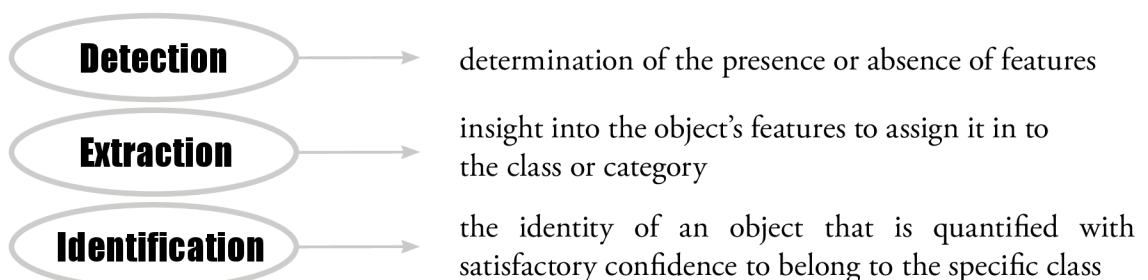 Detection
determination of the presence or absence of features
Extraction
insight into the object's features to assign it in to
the class or category
Identification
the identity of an object that is quantified with
satisfactory confidence to belong to the specific class